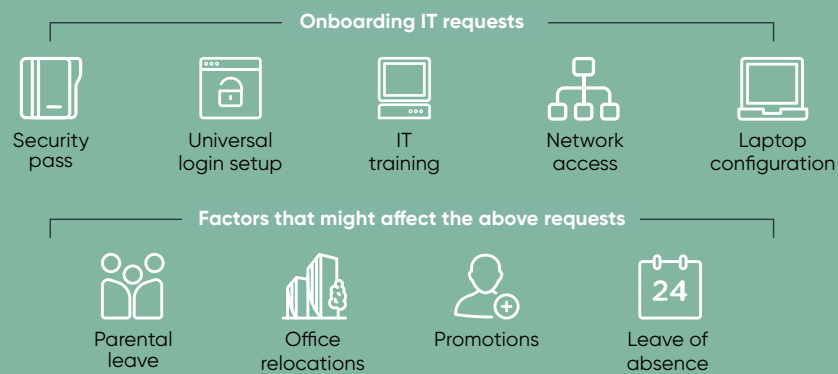 Onboarding IT requests
Security
pass
Universal
login setup
IT
training
Network
access
Laptop
configuration
Factors that might affect the above requests
Parental
leave
Office
relocations
Promotions
24
Leave of
absence